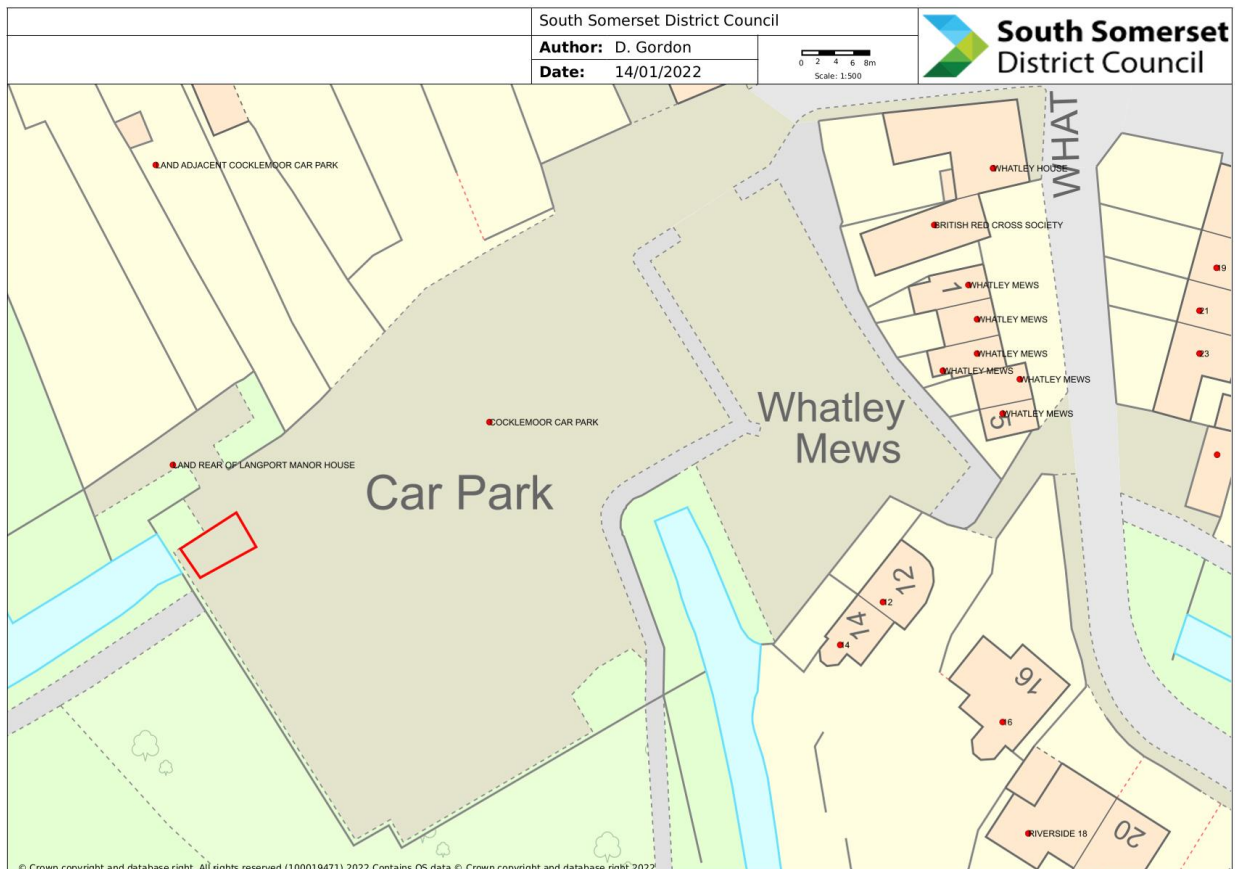 South Somerset District Council
Author: D. Gordon
Date: 14/01/2022
0 2 4 6 8m
Scale: 1:500
South Somerset
District Council
WHAT
LAND ADJACENT COCKLEMOOR CAR PARK
WHATLEY HOUSE
BRITISH RED CROSS SOCIETY
19
1
WHATLEY MEWS
21
WHATLEY MEWS
23
WHATLEY MEWS
WHATLEY MEWS
WHATLEY MEWS
WHATLEY MEWS
5
Whatley
Mews
COCKLEMOOR CAR PARK
LAND REAR OF LANGPORT MANOR HOUSE
Car Park
12
12
14
14
16
16
RIVERSIDE 18
20
© Crown copyright and database right. All rights reserved (100019471) 2022 Contains OS data © Crown copyright and database right 2022